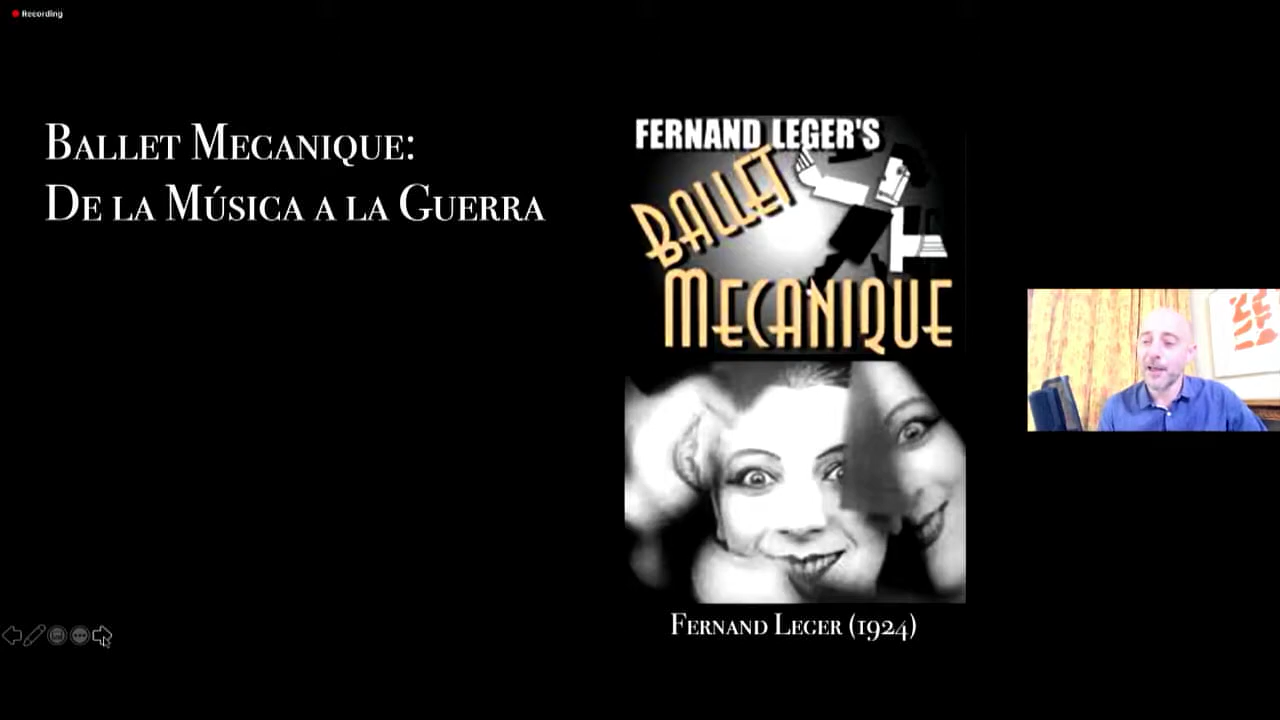 Recording
Ballet Mecanique:
De la Música a la Guerra
FERNAND LEGER'S
BALLET
MECANIQUE
Fernand Leger (1924)